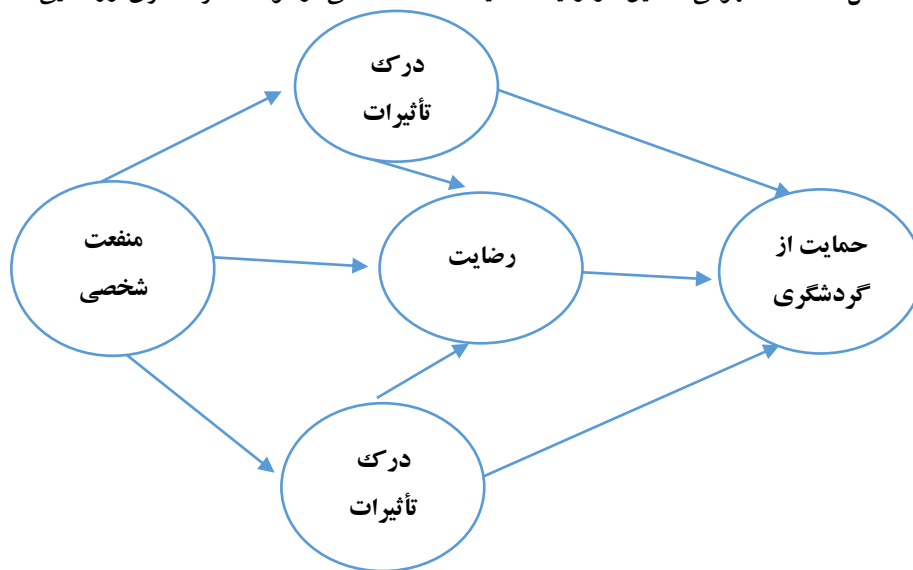 درک
تأثیرات
منفعت
شخصی
رضایت
حمایت از
گردشگری
درک
تأثیرات